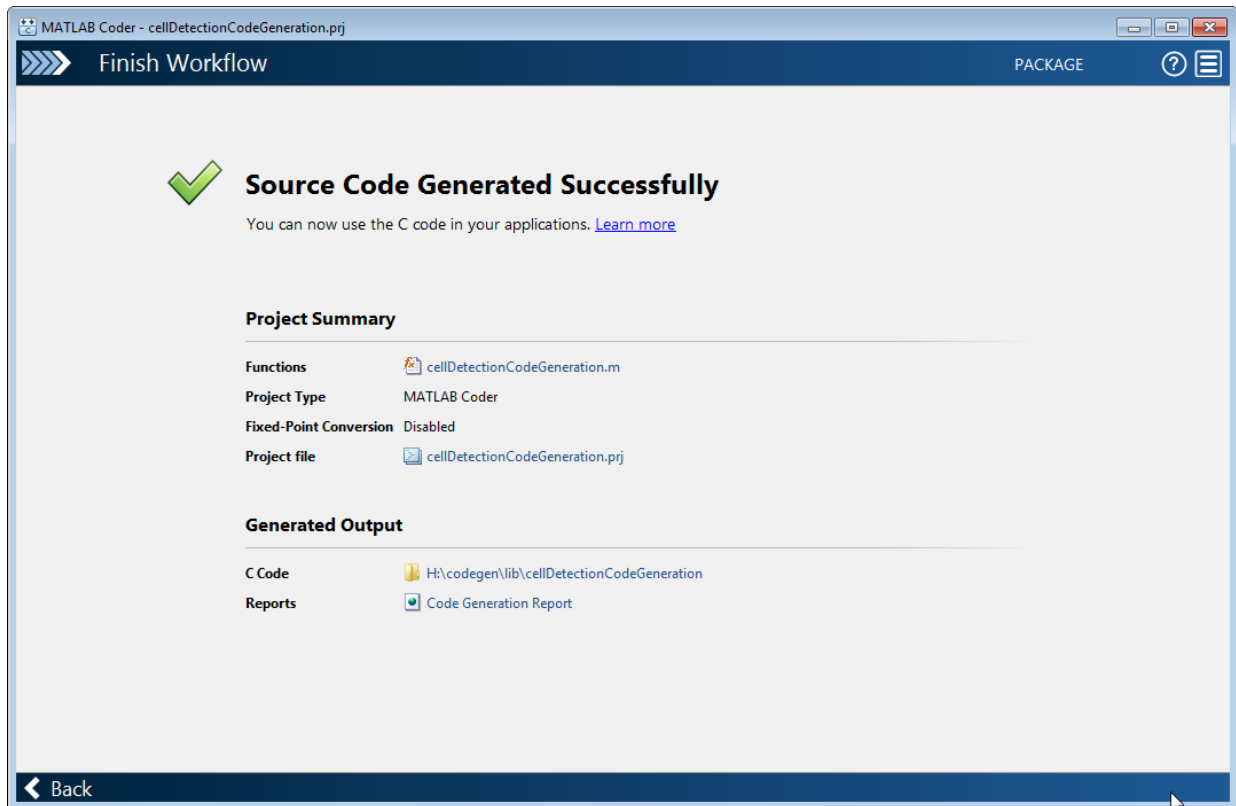 MATLAB Coder - cellDetectionCodeGeneration.prj
Finish Workflow PACKAGE
Source Code Generated Successfully
You can now use the C code in your applications. Learn more
Project Summary
Functions cellDetectionCodeGeneration.m
Project Type MATLAB Coder
Fixed-Point Conversion Disabled
Project file cellDetectionCodeGeneration.prj
Generated Output
C Code H:\codegen\lib\cellDetectionCodeGeneration
Reports Code Generation Report
Back